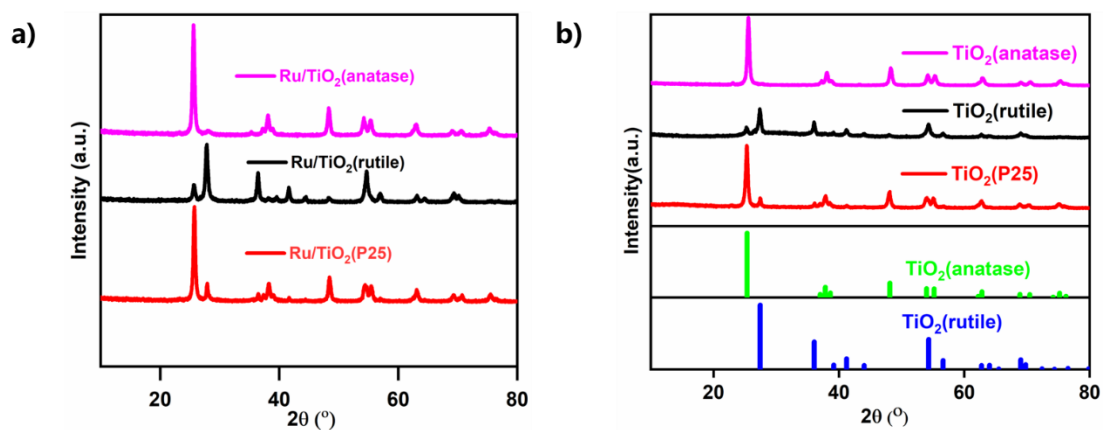 a)
Intensity (a.u.)
Ru/TiO₂(anatase)
Ru/TiO₂(rutile)
Ru/TiO₂(P25)
20 40 60 80
2θ (°)
b)
Intensity(a.u.)
TiO₂(anatase)
TiO₂(rutile)
TiO₂(P25)
TiO₂(anatase)
TiO₂(rutile)
20 40 60 80
2θ (°)